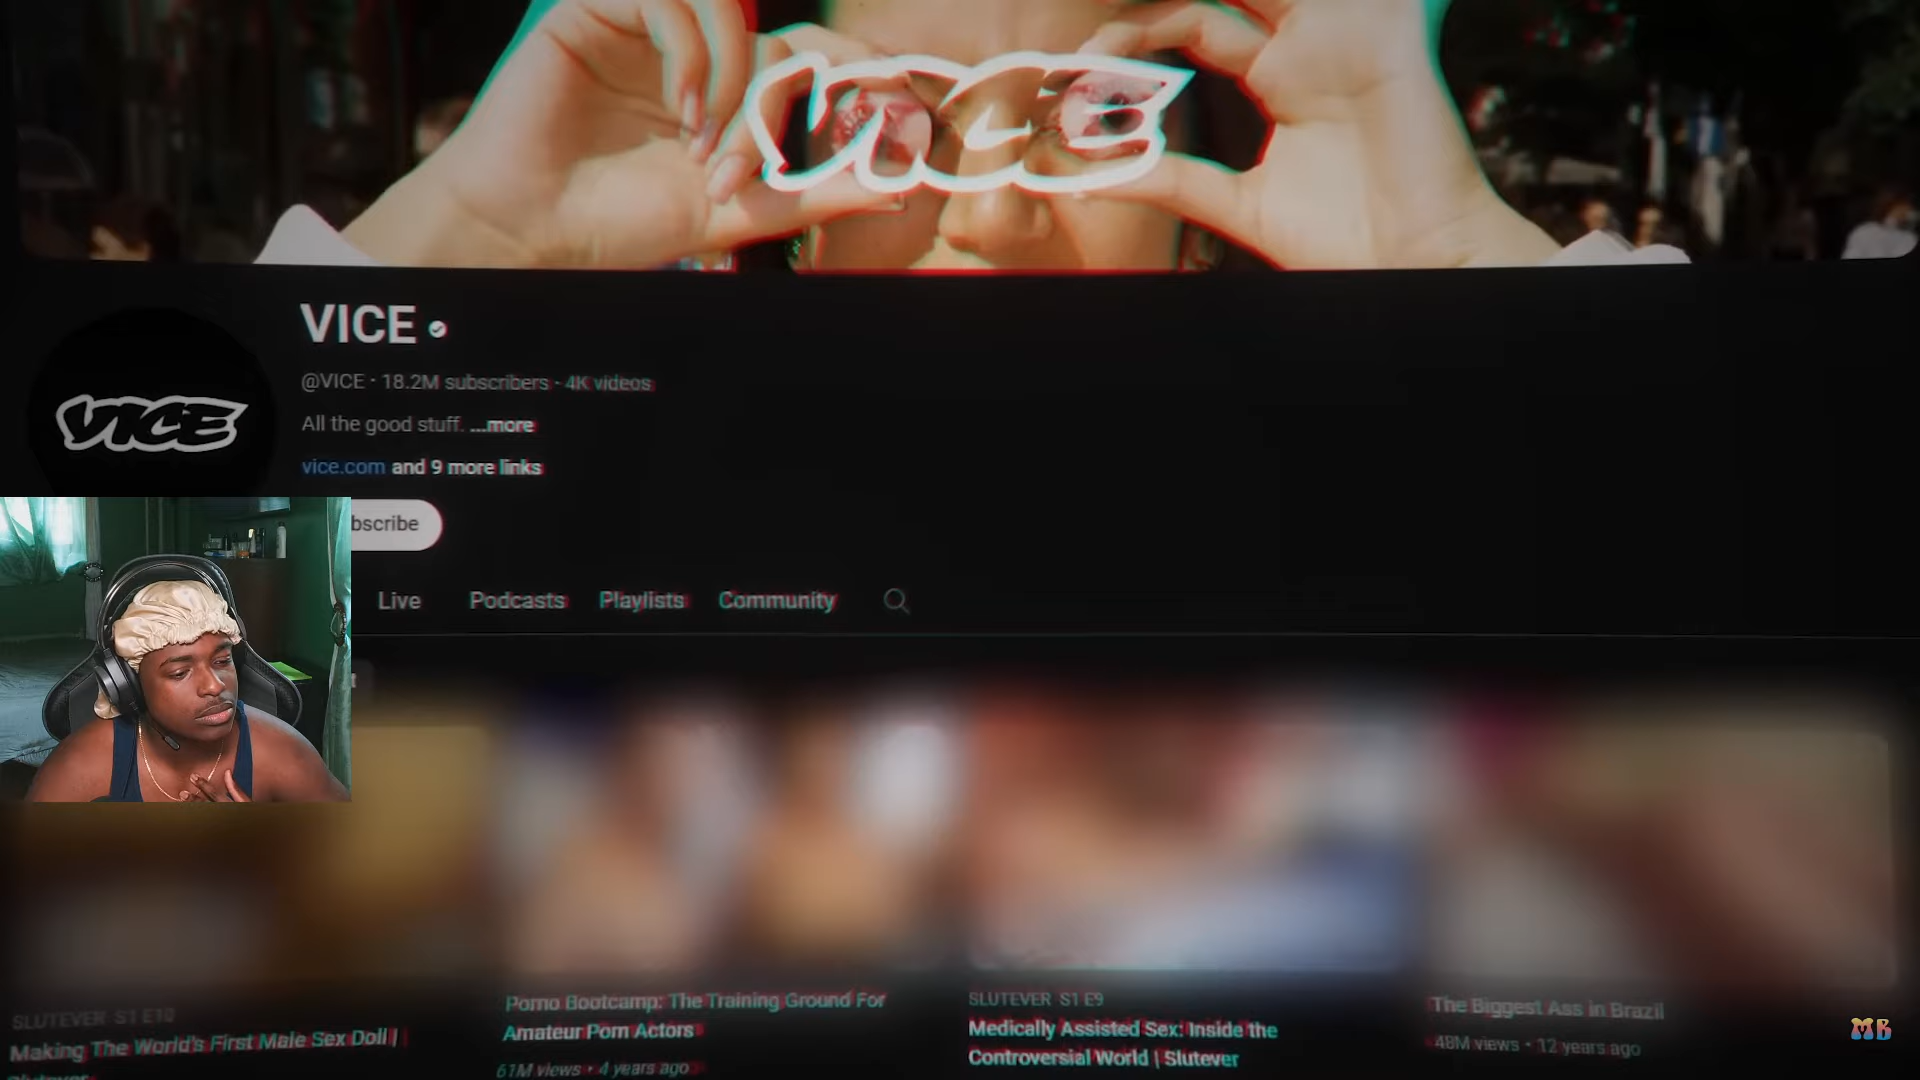 VICE
VICE
@VICE · 18.2M subscribers · 4K videos
All the good stuff. ...more
vice.com and 9 more links
VICE
bscribe
Live
Podcasts
Playlists
Community
t
SLUTEVER S1 E10
Making The World's First Male Sex Doll |
Porno Bootcamp: The Training Ground For
Amateur Porn Actors
61M views • 4 years ago
SLUTEVER S1 E9
Medically Assisted Sex: Inside the
Controversial World | Slutever
The Biggest Ass in Brazil
48M views • 12 years ago
MB